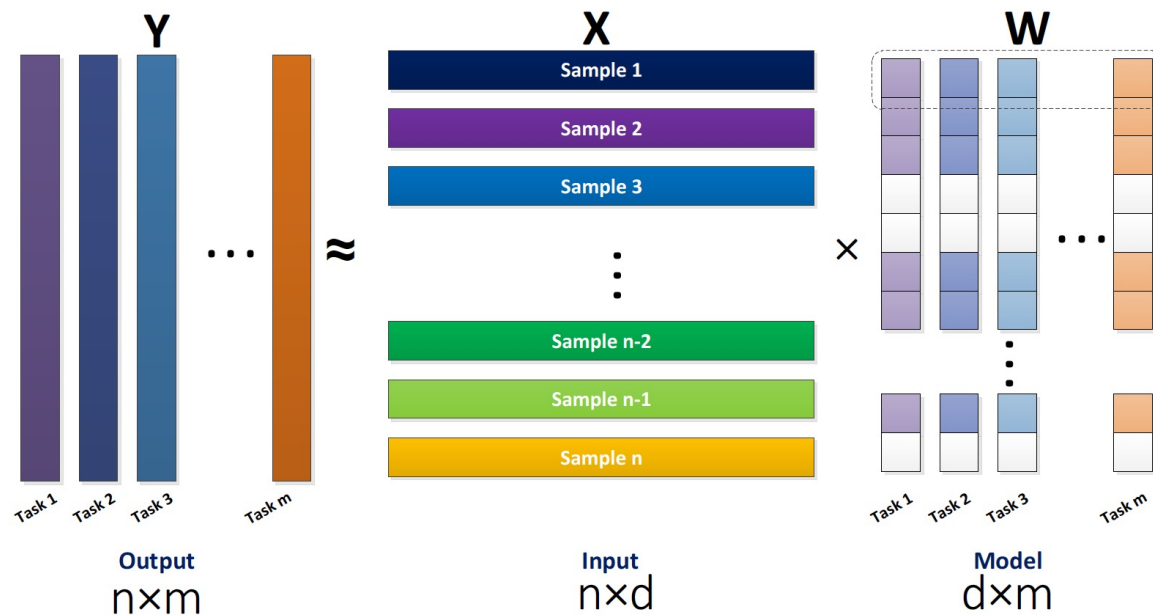 Y
X
W
Sample 1
Sample 2
Sample 3
... ≈
⋮
×
...
Sample n-2
⋮
Sample n-1
Sample n
Task 1 Task 2 Task 3 Task m
Task 1 Task 2 Task 3 Task m
Output
Input
Model
n×m
n×d
d×m